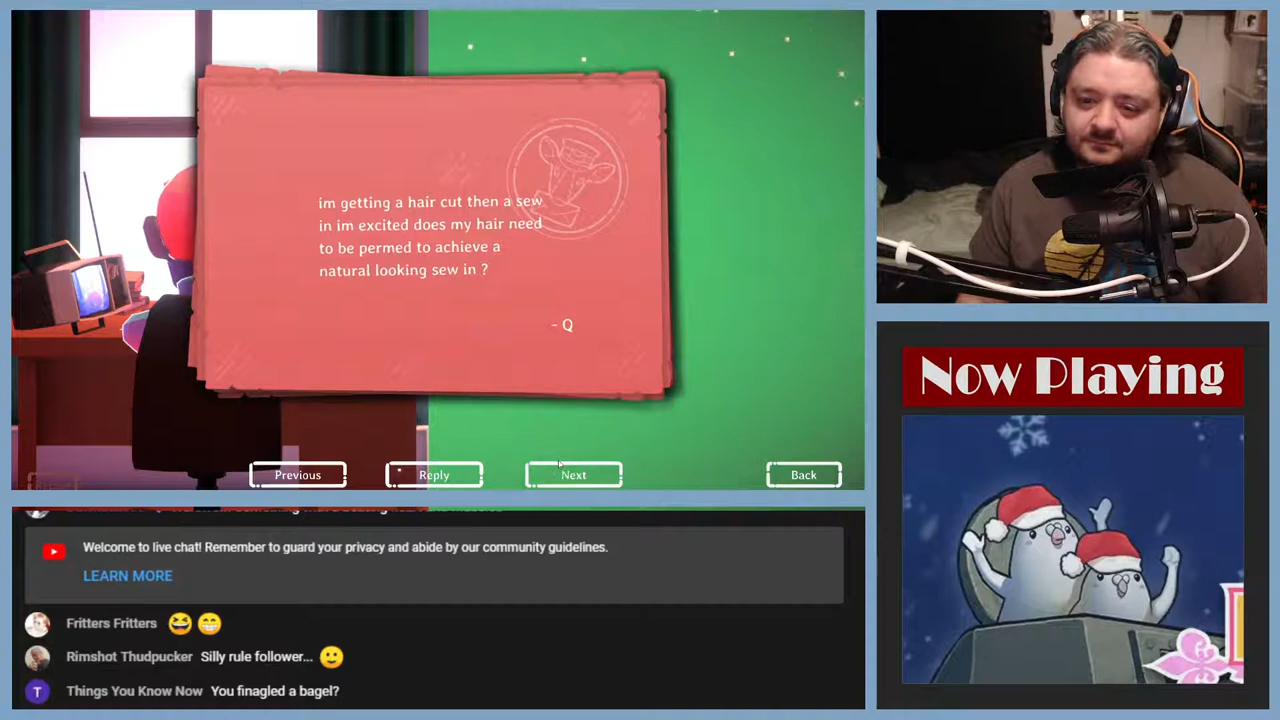 im getting a hair cut then a sew
in im excited does my hair need
to be permed to achieve a
natural looking sew in ?
- Q
Previous
Reply
Next
Back
Welcome to live chat! Remember to guard your privacy and abide by our community guidelines.
LEARN MORE
Fritters Fritters 😆 😁
Rimshot Thudpucker Silly rule follower... 🙂
T Things You Know Now You finagled a bagel?
Now Playing